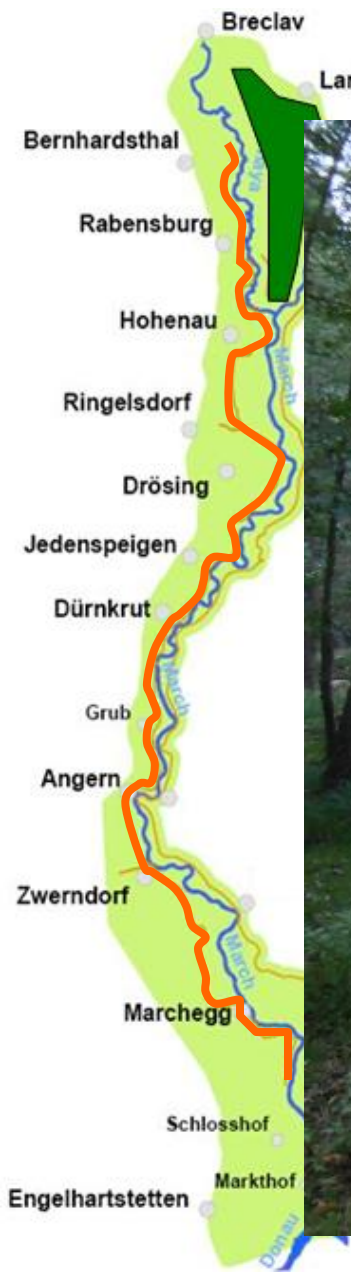 Breclav
Bernhardsthal
Rabensburg
Hohenau
March
Ringelsdorf
Drösing
Jedenspeigen
Dürnkrut
March
Grub
Angern
Zwerndorf
March
Marchegg
Schlosshof
Markthof
Engelhartstetten
Donau